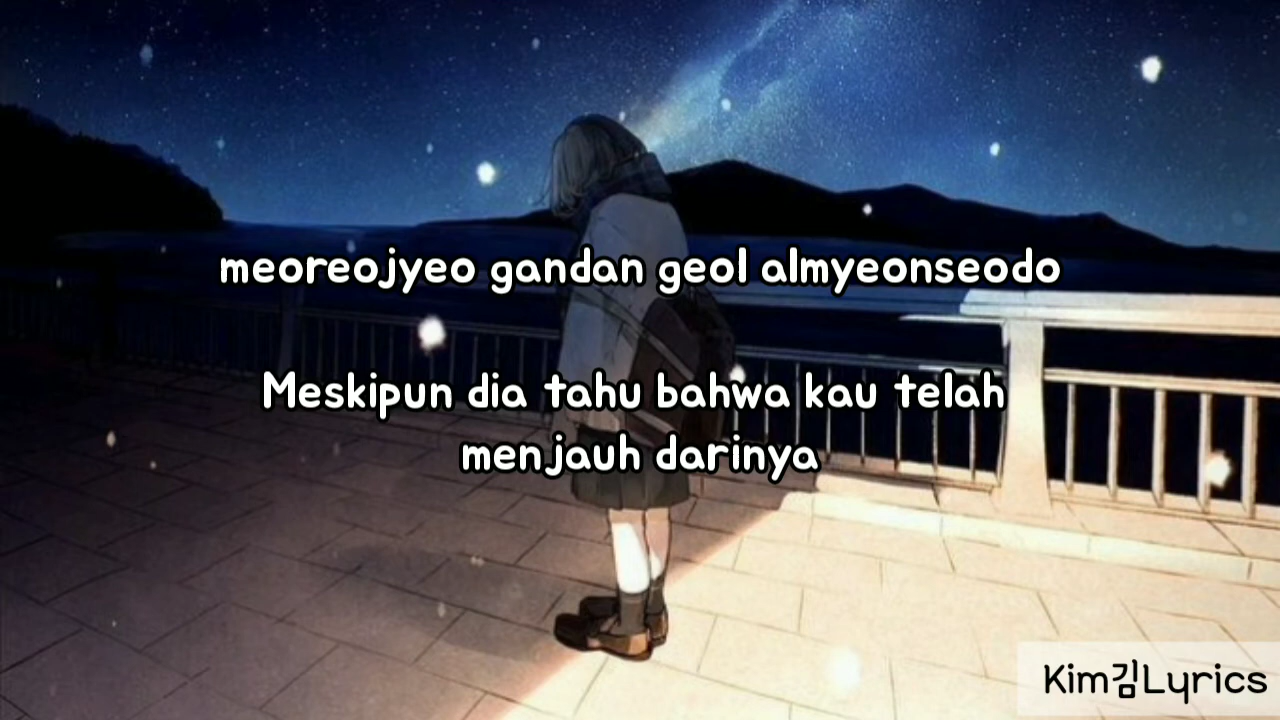 meoreojyeo gandan geol almyeonseodo
Meskipun dia tahu bahwa kau telah
menjauh darinya
Kim김Lyrics